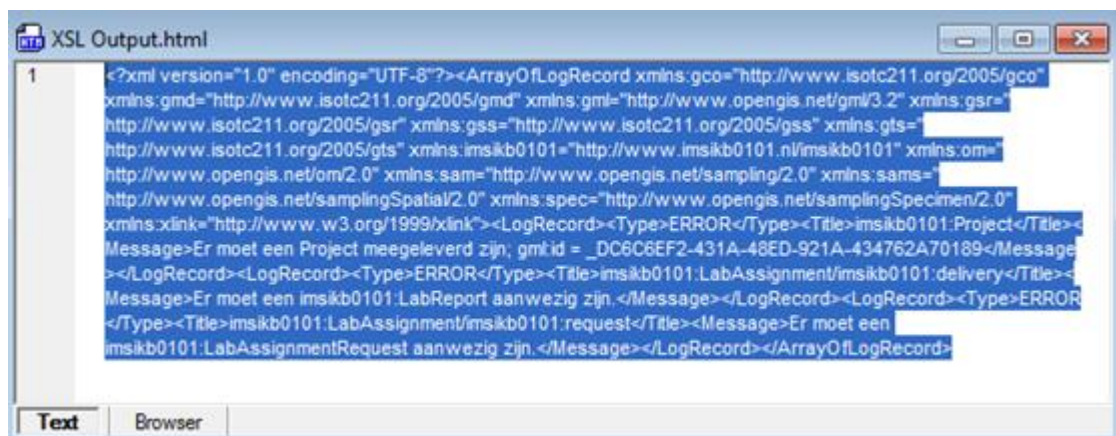 XSL Output.html
1
<?xml version="1.0" encoding="UTF-8"?><ArrayOfLogRecord xmlns:gco="http://www.isotc211.org/2005/gco"
xmlns:gmd="http://www.isotc211.org/2005/gmd" xmlns:gml="http://www.opengis.net/gml/3.2" xmlns:gsr="
http://www.isotc211.org/2005/gsr" xmlns:gss="http://www.isotc211.org/2005/gss" xmlns:gts="
http://www.isotc211.org/2005/gts" xmlns:imsikb0101="http://www.imsikb0101.nl/imsikb0101" xmlns:om="
http://www.opengis.net/om/2.0" xmlns:sam="http://www.opengis.net/sampling/2.0" xmlns:sams="
http://www.opengis.net/samplingSpatial/2.0" xmlns:spec="http://www.opengis.net/samplingSpecimen/2.0"
xmlns:xlink="http://www.w3.org/1999/xlink"><LogRecord><Type>ERROR</Type><Title>imsikb0101:Project</Title><
Message>Er moet een Project meegeleverd zijn; gml:id = _DC6C6EF2-431A-48ED-921A-434762A70189</Message
></LogRecord><LogRecord><Type>ERROR</Type><Title>imsikb0101:LabAssignment/imsikb0101:delivery</Title><
Message>Er moet een imsikb0101:LabReport aanwezig zijn.</Message></LogRecord><LogRecord><Type>ERROR
</Type><Title>imsikb0101:LabAssignment/imsikb0101:request</Title><Message>Er moet een
imsikb0101:LabAssignmentRequest aanwezig zijn.</Message></LogRecord></ArrayOfLogRecord>
Text Browser